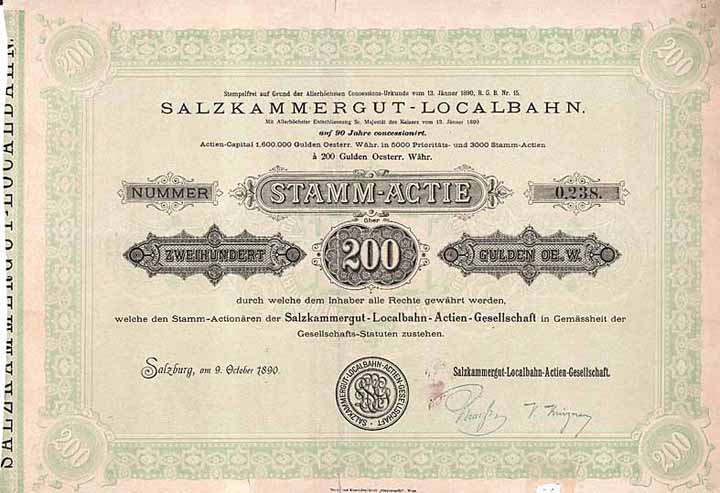 200
200
SALZKAMMERGUT-LOCALBAHN.
Stempelfrei auf Grund der Allerhöchsten Concessions-Urkunde vom 13. Jänner 1890, R. G. B. Nr. 15.
SALZKAMMERGUT-LOCALBAHN.
Mit Allerhöchster Entschliessung Sr. Majestät des Kaisers vom 13. Jänner 1890
auf 90 Jahre concessionirt.
Actien-Capital 1,600.000 Gulden Oesterr. Währ. in 5000 Prioritäts- und 3000 Stamm-Actien
à 200 Gulden Oesterr. Währ.
NUMMER STAMM-ACTIE 0,238.
über
ZWEIHUNDERT 200 GULDEN OE. W.
durch welche dem Inhaber alle Rechte gewährt werden,
welche den Stamm-Actionären der Salzkammergut-Localbahn-Actien-Gesellschaft in Gemässheit der
Gesellschafts-Statuten zustehen.
Salzburg, am 9. October 1890.
SALZKAMMERGUT-LOCALBAHN-ACTIEN-GESELLSCHAFT
Salzkammergut-Localbahn-Actien-Gesellschaft.
200
200